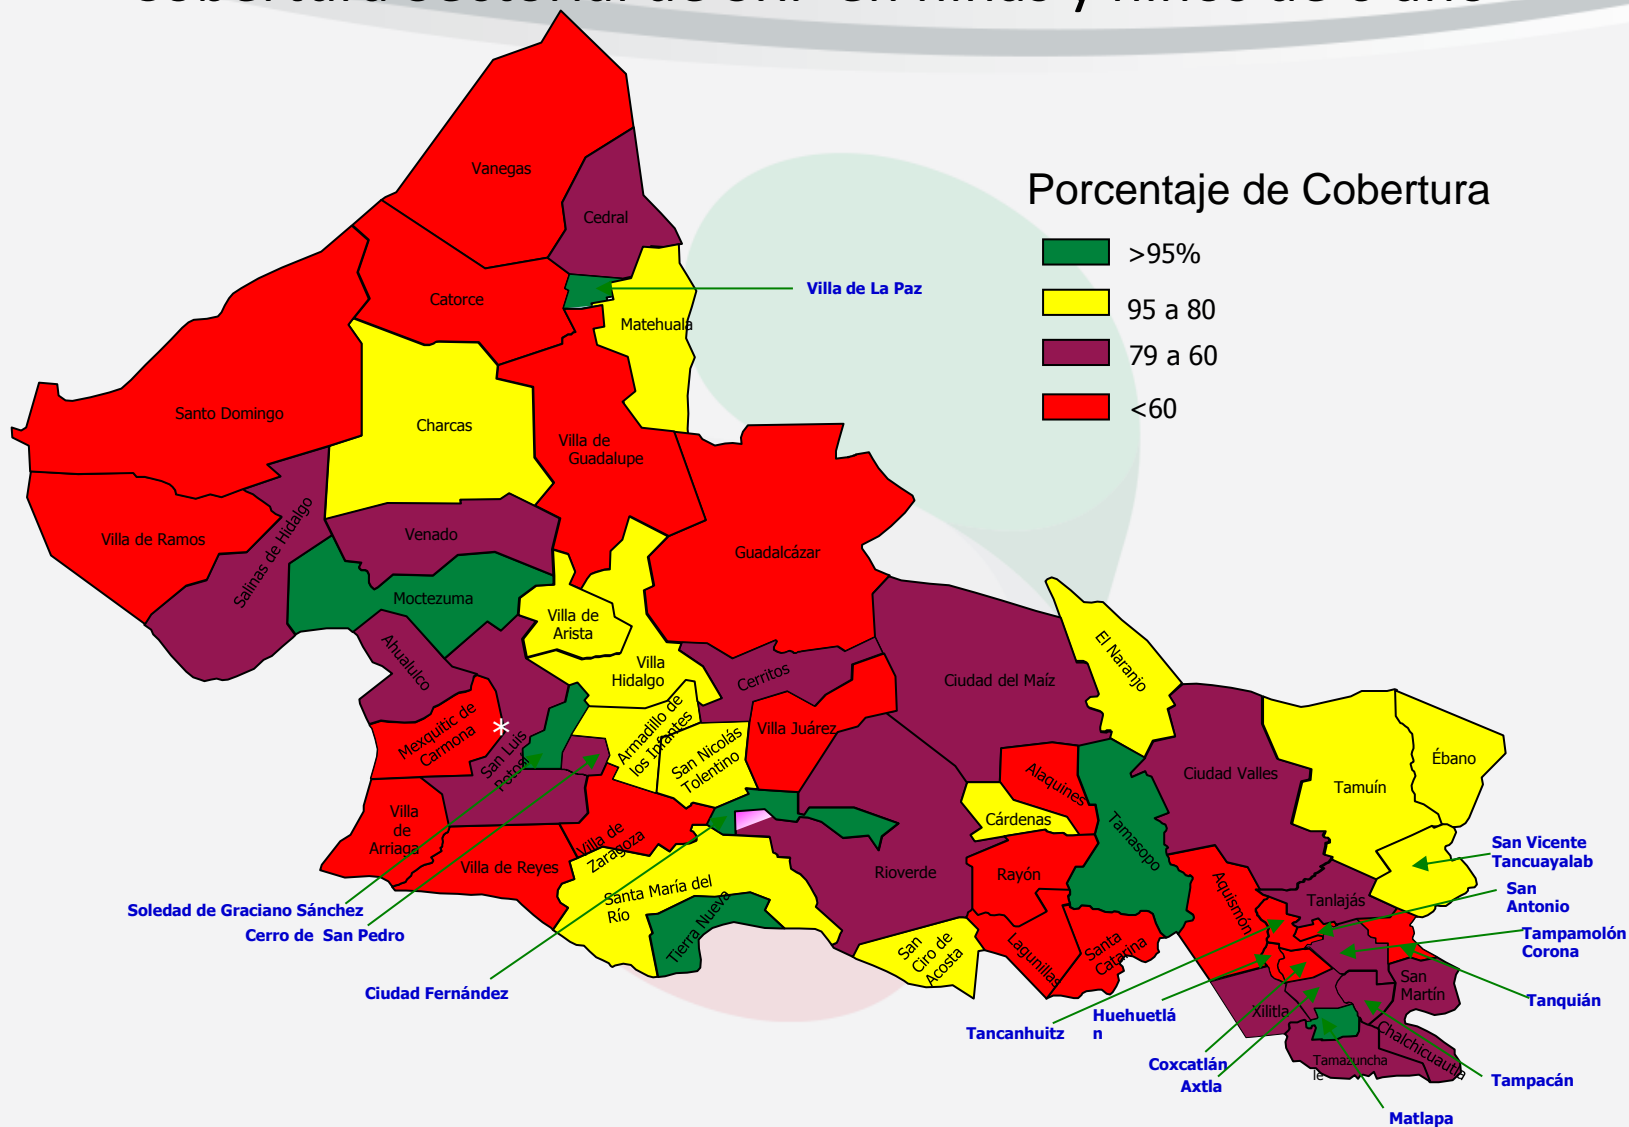 Porcentaje de Cobertura
>95%
95 a 80
79 a 60
<60
Vanegas
Cedral
Catorce
Villa de La Paz
Matehuala
Santo Domingo
Charcas
Villa de
Guadalupe
Villa de Ramos
Salinas de Hidalgo
Venado
Guadalcázar
Moctezuma
Villa de
Arista
Ahualulco
Villa
Hidalgo
Cerritos
Ciudad del Maíz
El Naranjo
Mexquitic de
Carmona
*
San Luis
Potosí
Armadillo de
los Infantes
San Nicolás
Tolentino
Villa Juárez
Alaquines
Ciudad Valles
Tamuín
Ébano
Cárdenas
Tamasopo
Villa
de
Arriaga
Villa de Reyes
Villa de
Zaragoza
Rioverde
Rayón
Aquismón
San Vicente
Tancuayalab
Santa María del
Río
Tierra Nueva
Tanlajás
San
Antonio
Soledad de Graciano Sánchez
Cerro de San Pedro
San
Ciro de
Acosta
Lagunillas
Santa
Catarina
Tampamolón
Corona
Ciudad Fernández
San
Martín
Tanquián
Xilitla
Tancanhuitz
Huehuetlá
n
Chalchicuautla
Tamazuncha
le
Coxcatlán
Axtla
Tampacán
Matlapa